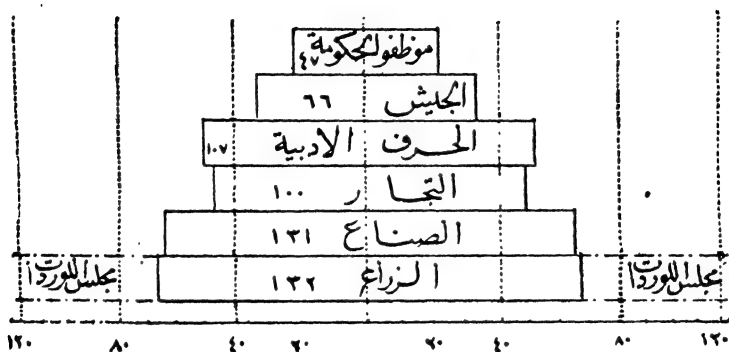 موظفو الحكومة ٤٧
الجيش ٦٦
الحرف الادبية ١٠٧
التجار ١٠٠
الصناع ١٣١
مجلس اللوردات الزراع ١٣٢ مجلس اللوردات
١٢٠ ٨٠ ٤٠ ٢٠ ٢٠ ٤٠ ٨٠ ١٢٠